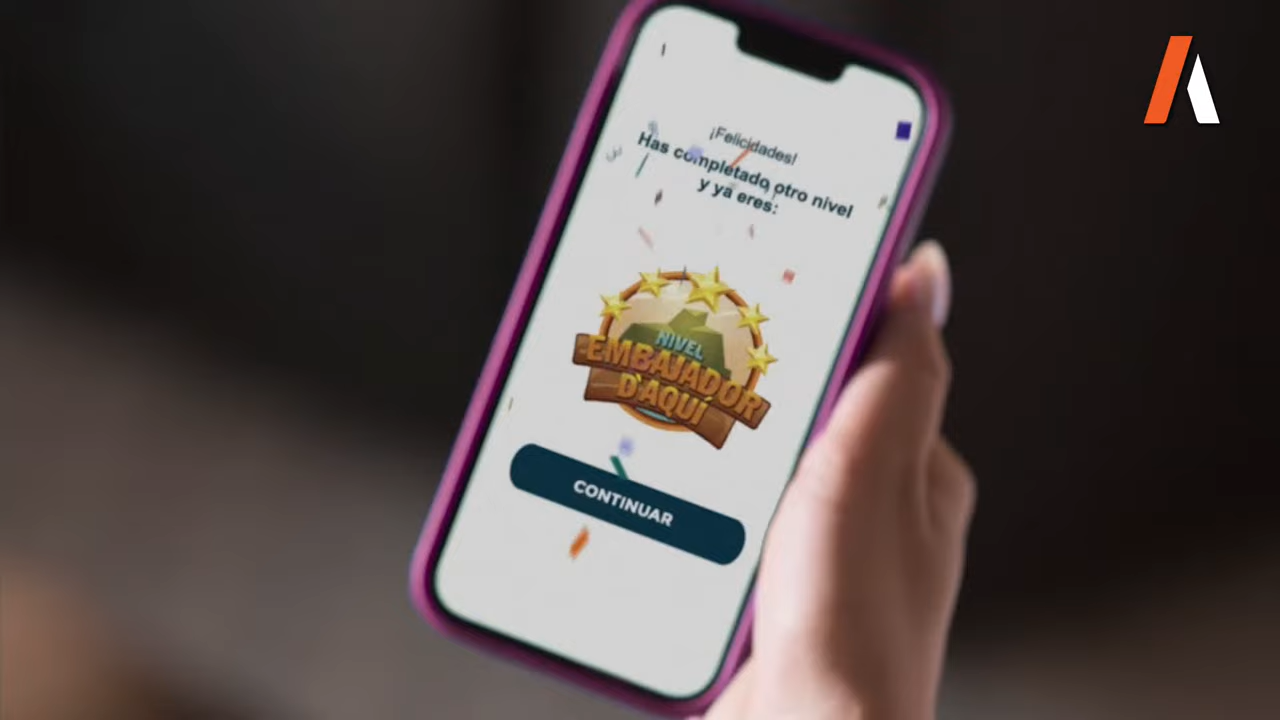 ¡Felicidades!
Has completado otro nivel
y ya eres:
NIVEL
EMBAJADOR
D'AQUÍ
CONTINUAR